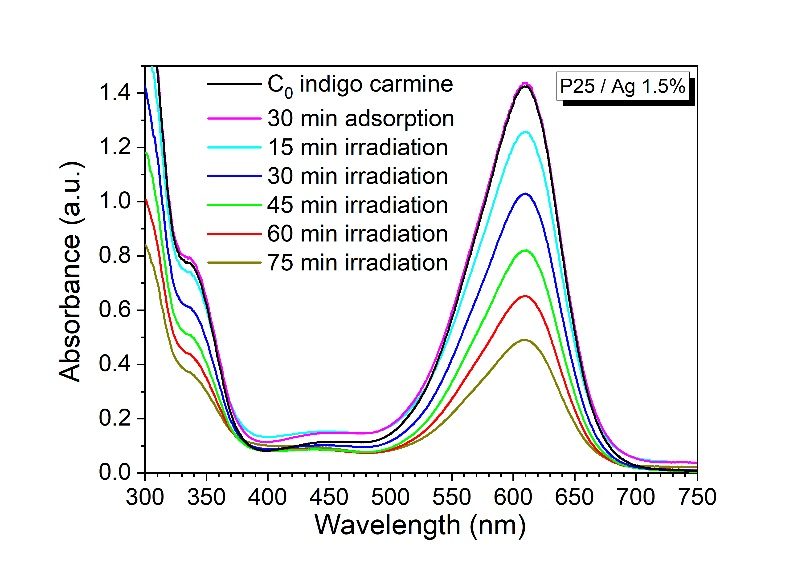 P25 / Ag 1.5%
C₀ indigo carmine
30 min adsorption
15 min irradiation
30 min irradiation
45 min irradiation
60 min irradiation
75 min irradiation
Absorbance (a.u.)
1.4
1.2
1.0
0.8
0.6
0.4
0.2
0.0
300 350 400 450 500 550 600 650 700 750
Wavelength (nm)